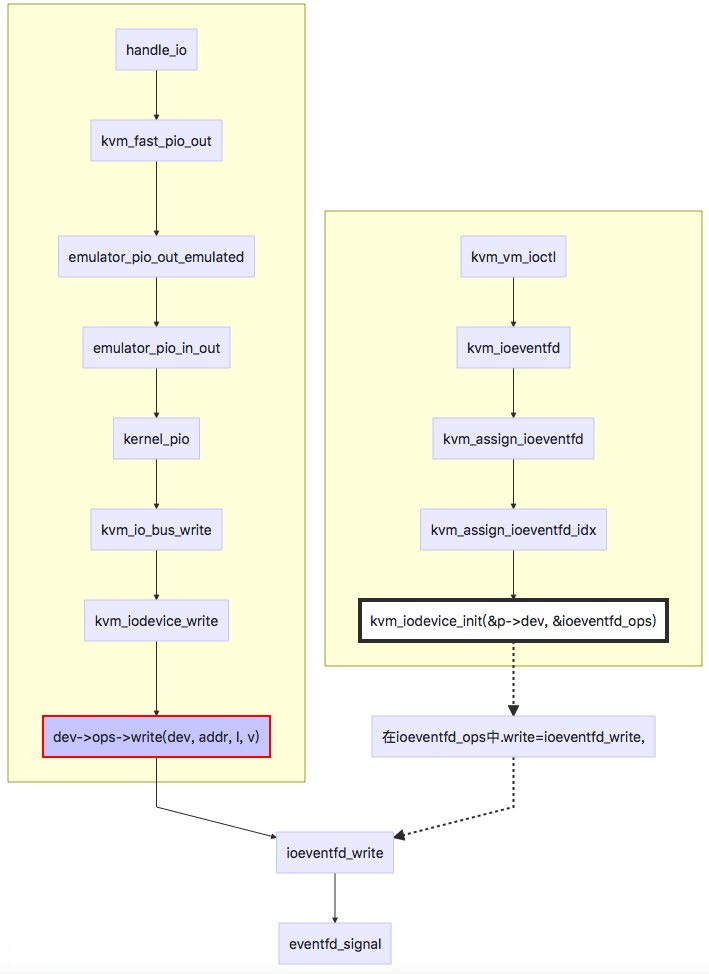 handle_io
kvm_fast_pio_out
emulator_pio_out_emulated
emulator_pio_in_out
kernel_pio
kvm_io_bus_write
kvm_iodevice_write
dev->ops->write(dev, addr, l, v)
kvm_vm_ioctl
kvm_ioeventfd
kvm_assign_ioeventfd
kvm_assign_ioeventfd_idx
kvm_iodevice_init(&p->dev, &ioeventfd_ops)
在ioeventfd_ops中.write=ioeventfd_write,
ioeventfd_write
eventfd_signal